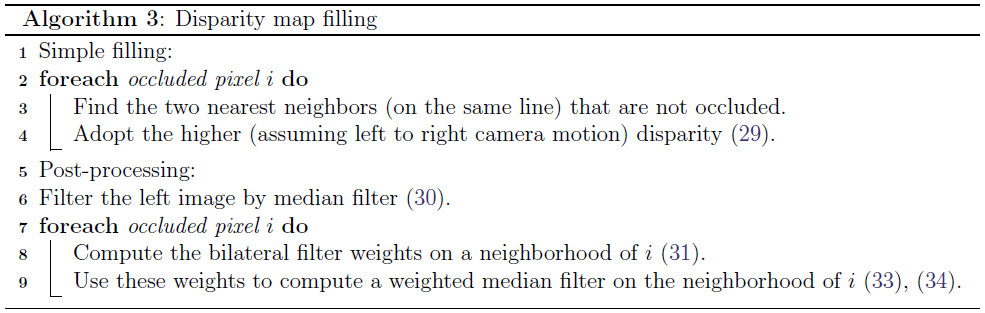 Algorithm 3: Disparity map filling
1 Simple filling:
2 foreach occluded pixel i do
3 Find the two nearest neighbors (on the same line) that are not occluded.
4 Adopt the higher (assuming left to right camera motion) disparity (29).
5 Post-processing:
6 Filter the left image by median filter (30).
7 foreach occluded pixel i do
8 Compute the bilateral filter weights on a neighborhood of i (31).
9 Use these weights to compute a weighted median filter on the neighborhood of i (33), (34).